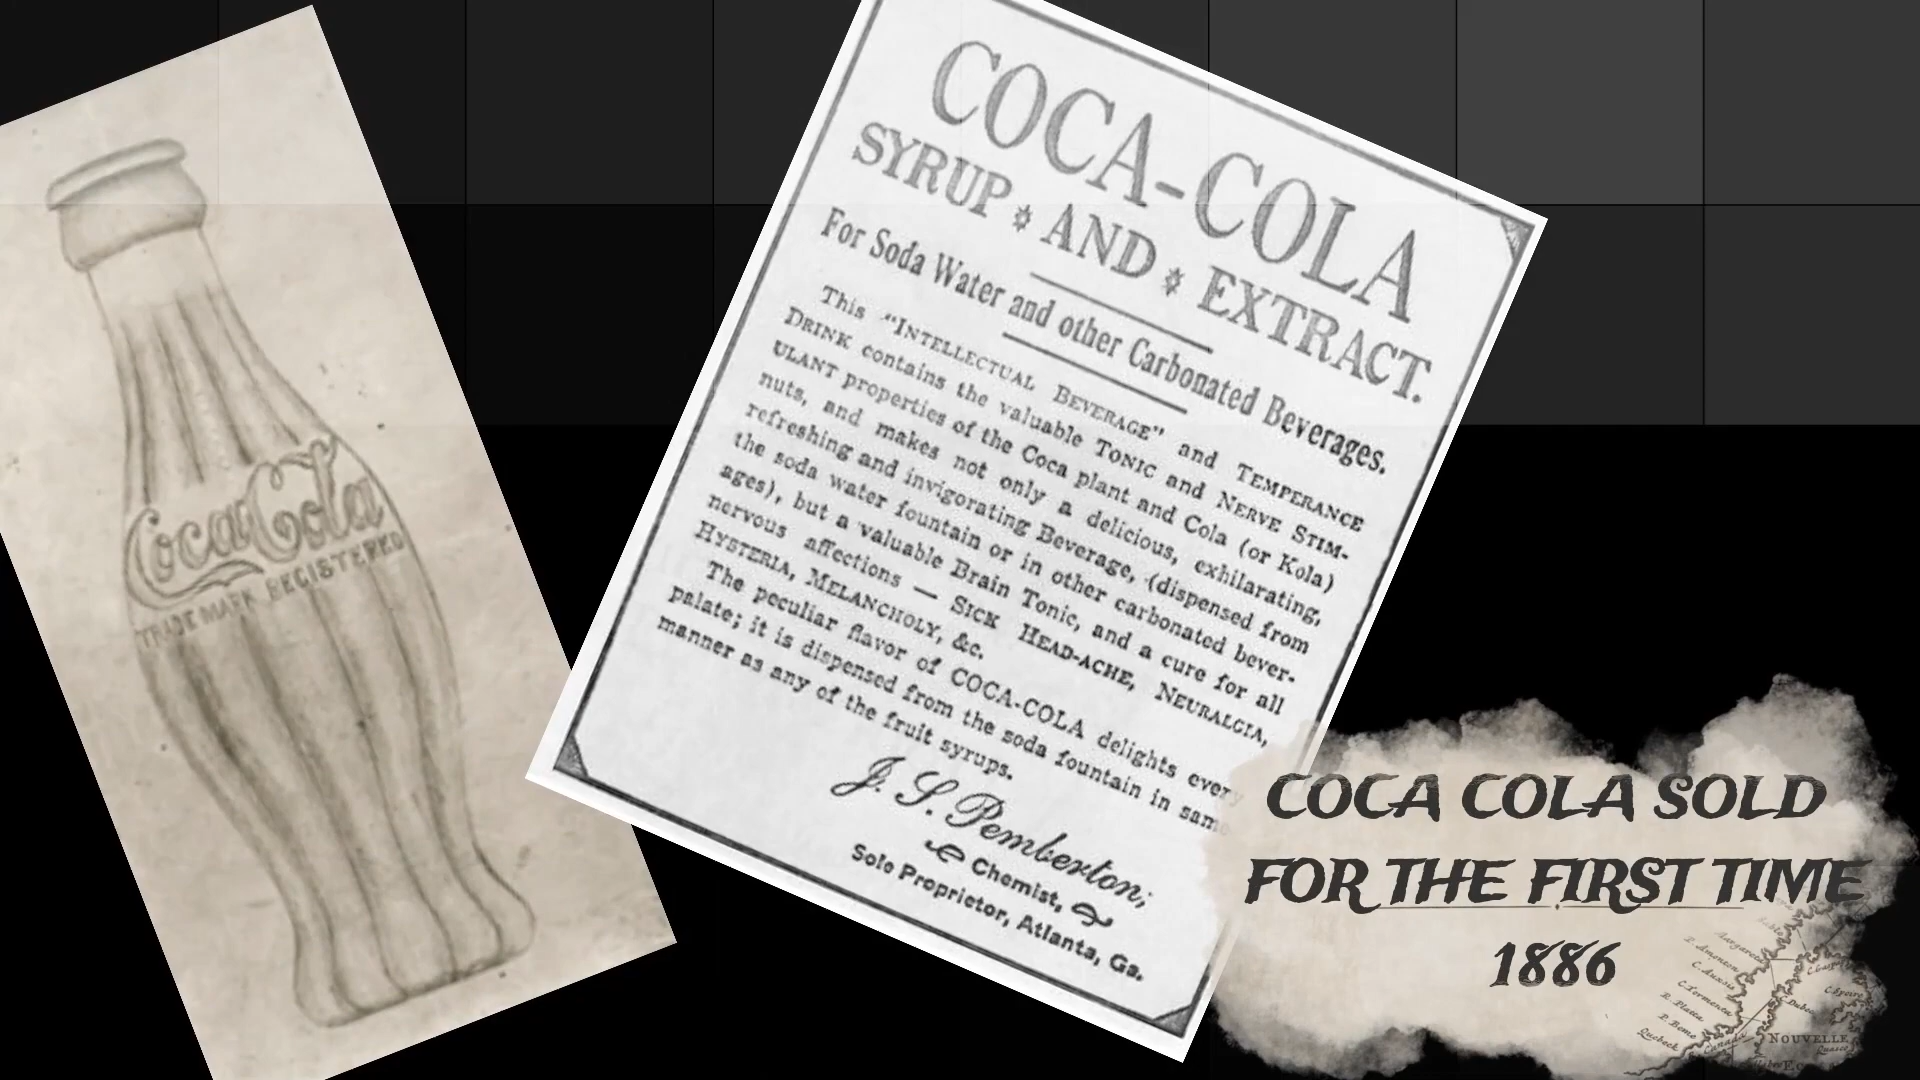 Coca-Cola
TRADE MARK REGISTERED
COCA-COLA
SYRUP * AND * EXTRACT.
For Soda Water and other Carbonated Beverages.
This "INTELLECTUAL BEVERAGE" and TEMPERANCE
DRINK contains the valuable TONIC and NERVE STIM-
ULANT properties of the Coca plant and Cola (or Kola)
nuts, and makes not only a delicious, exhilarating,
refreshing and invigorating Beverage, (dispensed from
the soda water fountain or in other carbonated bever-
ages), but a valuable Brain Tonic, and a cure for all
nervous affections — SICK HEAD-ACHE, NEURALGIA,
HYSTERIA, MELANCHOLY, &c.
The peculiar flavor of COCA-COLA delights every
palate; it is dispensed from the soda fountain in same
manner as any of the fruit syrups.
J. S. Pemberton;
Chemist,
Sole Proprietor, Atlanta, Ga.
COCA COLA SOLD
FOR THE FIRST TIME
1886
Margareta
C. Tormenta
R. Platta
Quebeck
Canada
NOUVELLE